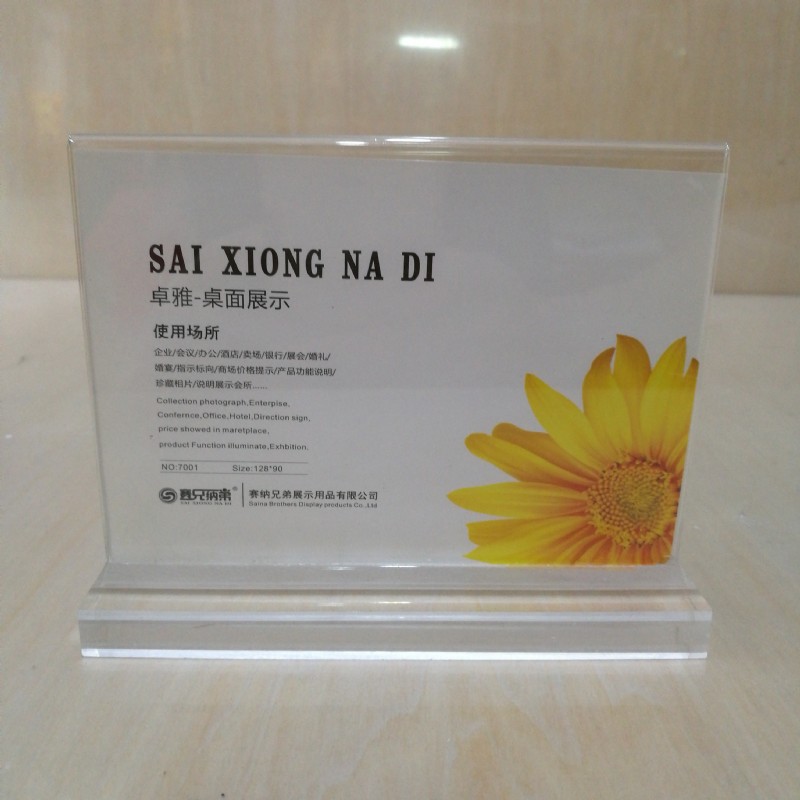 SAI XIONG NA DI
卓雅-桌面展示
使用场所
企业/会议/办公/酒店/卖场/银行/展会/婚礼/
婚宴/指示标向/商场价格提示/产品功能说明/
珍藏相片/说明展示会所......
Collection photograph,Enterpise,
Confernce,Office,Hotel,Direction sign,
price showed in maretplace,
product Function illuminate,Exhbition.
NO:7001 Size:128*90
赛兄纳弟® 赛纳兄弟展示用品有限公司
SAI XIONG NA DI Saina Brothers Display products Co.,Ltd